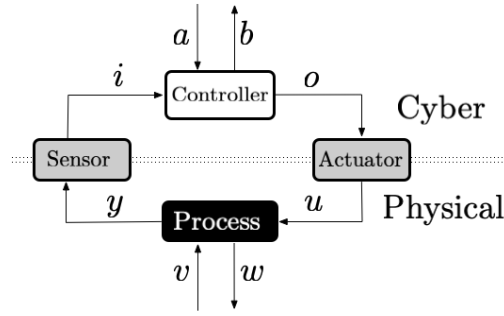 a b
i Controller o
Cyber
Sensor Actuator
y Process u Physical
v w